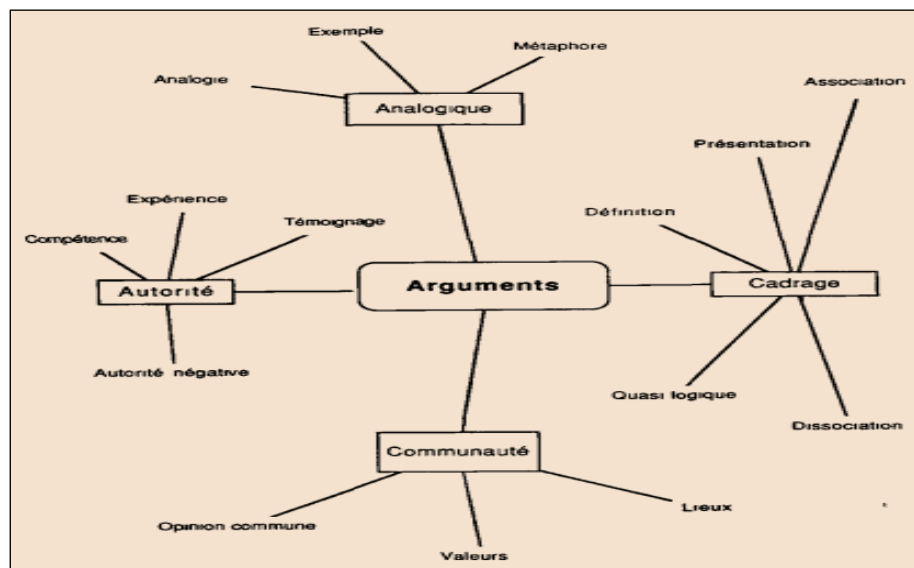 Exemple
Métaphore
Analogie
Analogique
Association
Présentation
Définition
Expérience
Témoignage
Compétence
Autorité
Arguments
Cadrage
Autorité négative
Quasi logique
Dissociation
Communauté
Opinion commune
Lieux
Valeurs